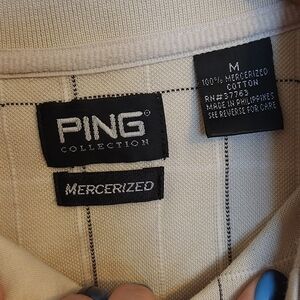 PING
COLLECTION
MERCERIZED
M
100% MERCERIZED
COTTON
RN#37763
MADE IN PHILIPPINES
SEE REVERSE FOR CARE